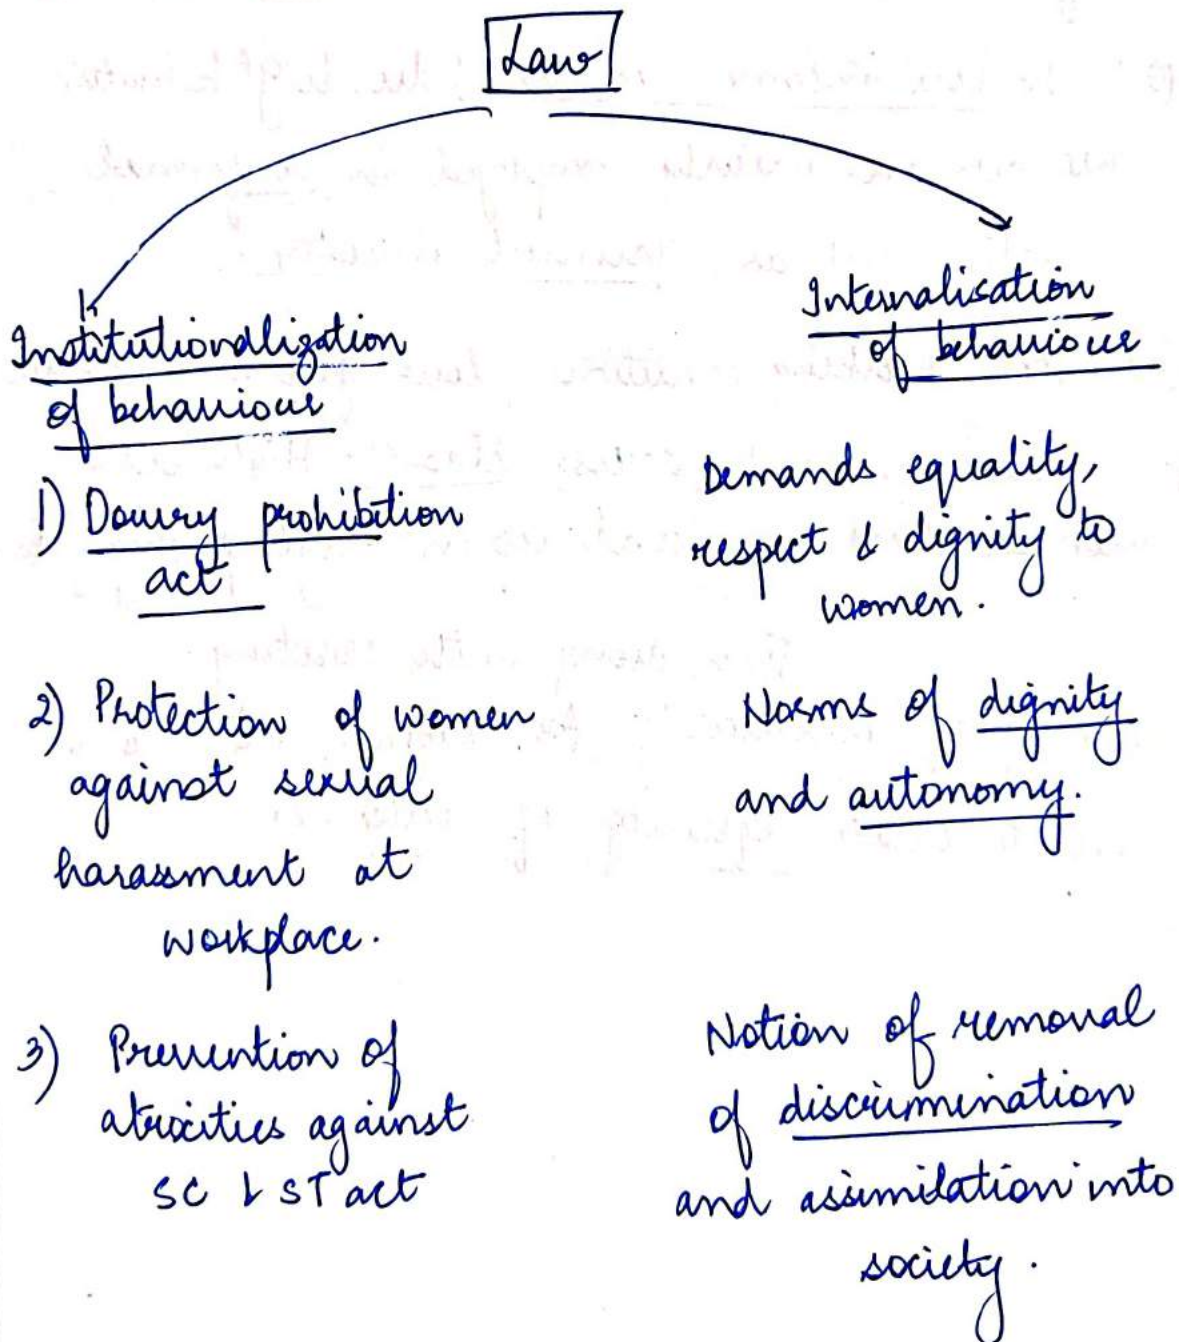 Law
Institutionalization
of behaviour
1) Dowry prohibition
act
2) Protection of women
against sexual
harassment at
workplace.
3) Prevention of
atrocities against
SC & ST act
Internalisation
of behaviour
Demands equality,
respect & dignity to
women.
Norms of dignity
and autonomy.
Notion of removal
of discrimination
and assimilation into
society.